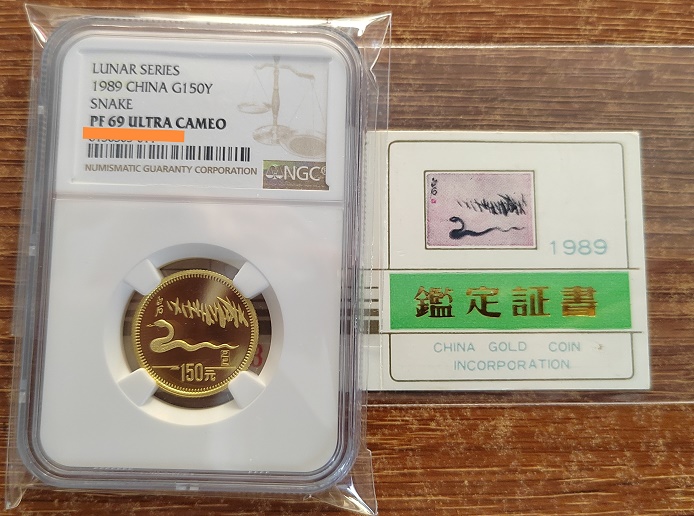 LUNAR SERIES
1989 CHINA G150Y
SNAKE
PF 69 ULTRA CAMEO
NUMISMATIC GUARANTY CORPORATION
NGC
150元
1989
鑑定証書
CHINA GOLD COIN
INCORPORATION